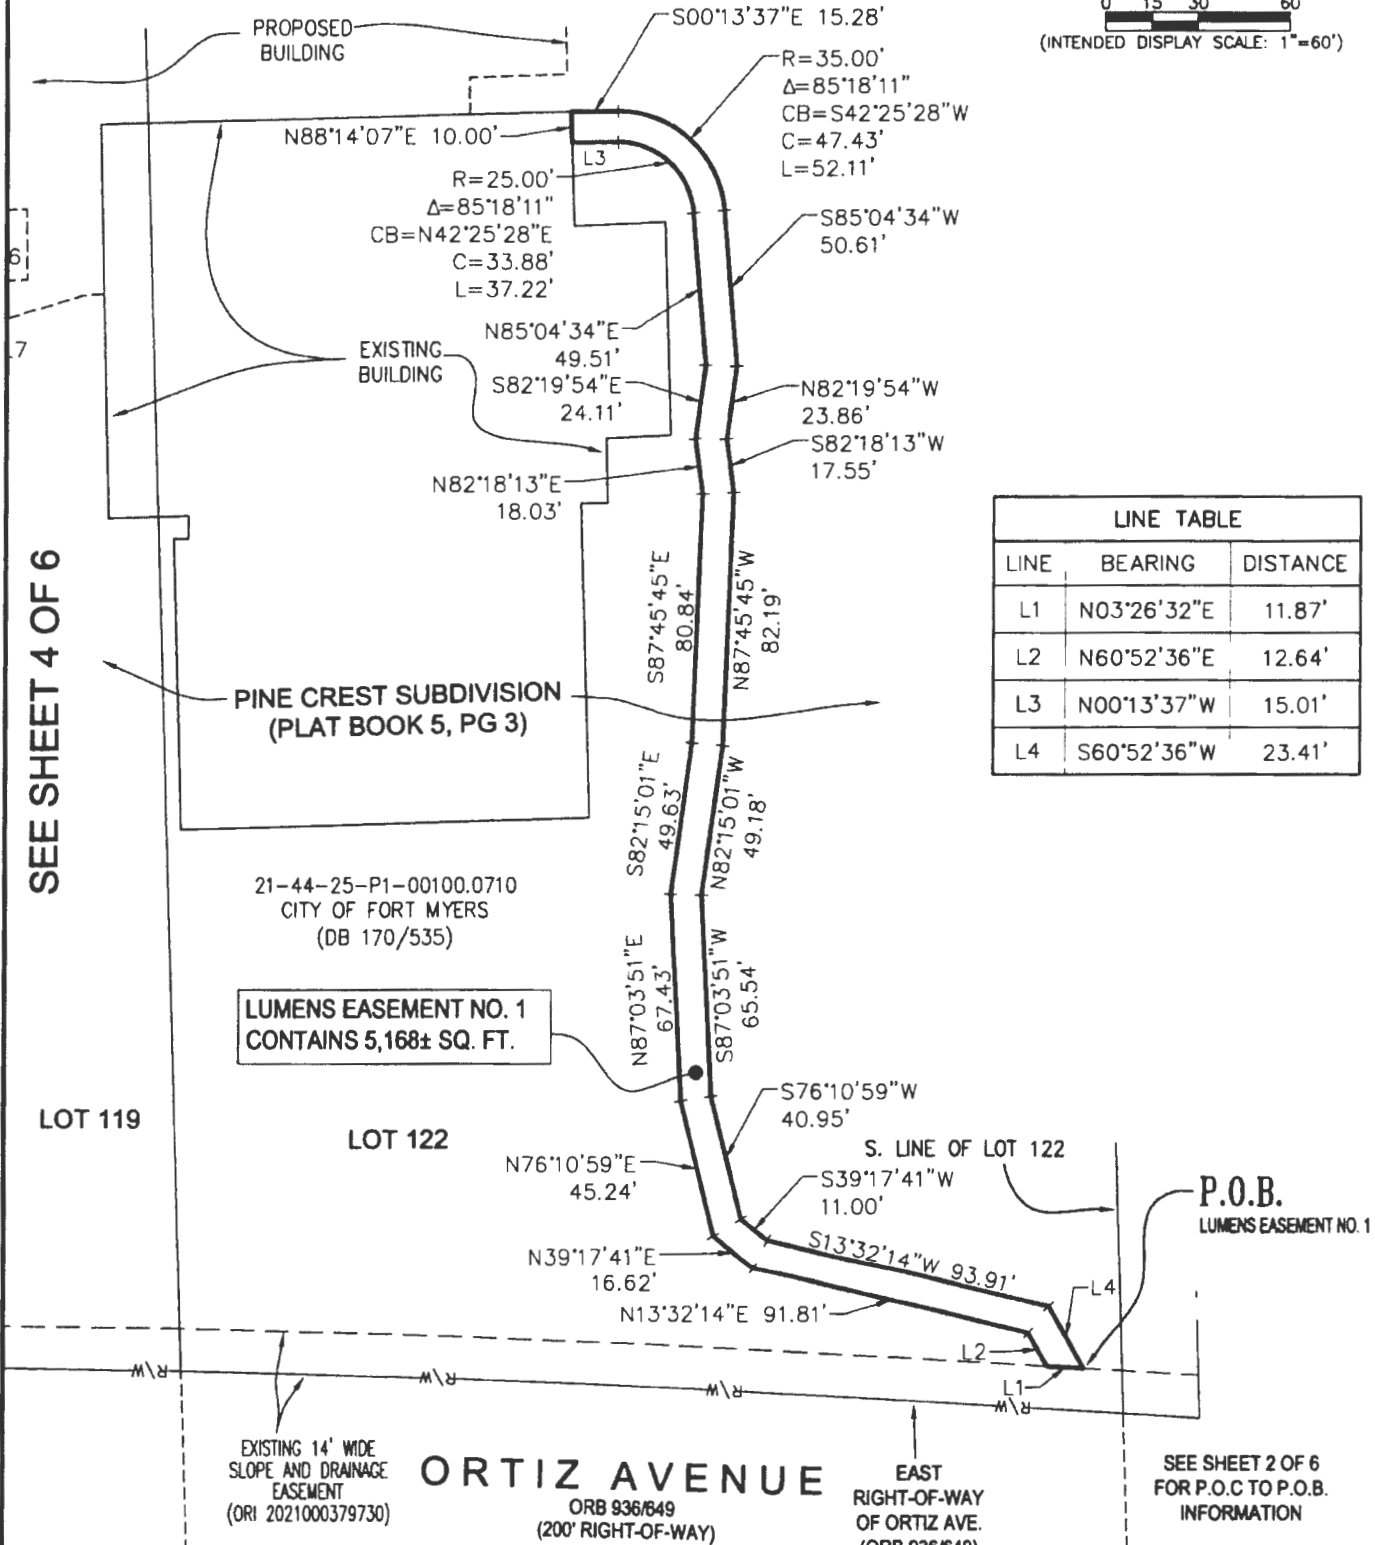 S00°13'37"E 15.28'
0 15 30 60
(INTENDED DISPLAY SCALE: 1"=60')
PROPOSED
BUILDING
R=35.00'
Δ=85°18'11"
CB=S42°25'28"W
C=47.43'
L=52.11'
N88°14'07"E 10.00'
L3
R=25.00'
Δ=85°18'11"
CB=N42°25'28"E
C=33.88'
L=37.22'
S85°04'34"W
50.61'
6
.7
N85°04'34"E
49.51'
EXISTING
BUILDING
S82°19'54"E
24.11'
N82°19'54"W
23.86'
S82°18'13"W
17.55'
N82°18'13"E
18.03'
LINE TABLE
LINE BEARING DISTANCE
L1 N03°26'32"E 11.87'
L2 N60°52'36"E 12.64'
L3 N00°13'37"W 15.01'
L4 S60°52'36"W 23.41'
SEE SHEET 4 OF 6
S87°45'45"E
80.84'
N87°45'45"W
82.19'
PINE CREST SUBDIVISION
(PLAT BOOK 5, PG 3)
S82°15'01"E
49.63'
N82°15'01"W
49.18'
21-44-25-P1-00100.0710
CITY OF FORT MYERS
(DB 170/535)
N87°03'51"E
67.43'
S87°03'51"W
65.54'
LUMENS EASEMENT NO. 1
CONTAINS 5,168± SQ. FT.
LOT 119
LOT 122
S76°10'59"W
40.95'
S. LINE OF LOT 122
N76°10'59"E
45.24'
S39°17'41"W
11.00'
P.O.B.
LUMENS EASEMENT NO. 1
N39°17'41"E
16.62'
S13°32'14"W 93.91'
N13°32'14"E 91.81'
L4
L2
L1
R/W
R/W
R/W
R/W
EXISTING 14' WIDE
SLOPE AND DRAINAGE
EASEMENT
(ORI 2021000379730)
ORTIZ AVENUE
ORB 936/649
(200' RIGHT-OF-WAY)
EAST
RIGHT-OF-WAY
OF ORTIZ AVE.
(ORB 936/649)
SEE SHEET 2 OF 6
FOR P.O.C TO P.O.B.
INFORMATION